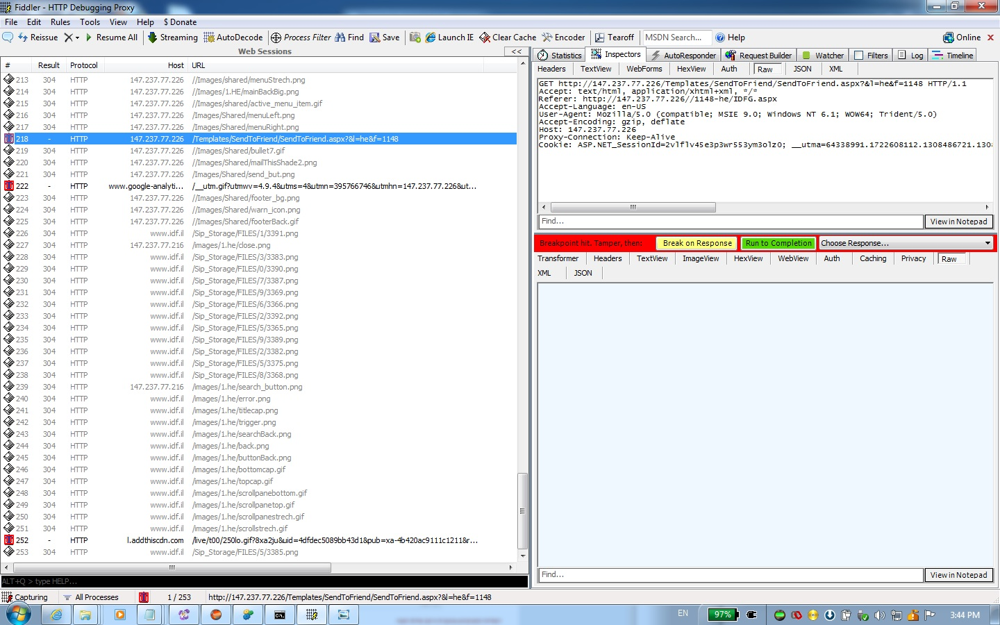 Fiddler - HTTP Debugging Proxy
File Edit Rules Tools View Help $ Donate
Reissue Resume All Streaming AutoDecode Process Filter Find Save Launch IE Clear Cache Encoder Tearoff MSDN Search... Help Online
Web Sessions <<
# Result Protocol Host URL
213 304 HTTP 147.237.77.226 //Images/shared/menuStrech.png
214 304 HTTP 147.237.77.226 //Images/1.HE/mainBackBig.png
215 304 HTTP 147.237.77.226 //Images/shared/active_menu_item.gif
216 304 HTTP 147.237.77.226 /Images/Shared/menuLeft.png
217 304 HTTP 147.237.77.226 /Images/Shared/menuRight.png
218 - HTTP 147.237.77.226 /Templates/SendToFriend/SendToFriend.aspx?&l=he&f=1148
219 304 HTTP 147.237.77.226 //Images/Shared/bullet7.gif
220 304 HTTP 147.237.77.226 //Images/Shared/mailThisShade2.png
221 304 HTTP 147.237.77.226 /Images/Shared/send_but.png
222 - HTTP www.google-analyti... /__utm.gif?utmwv=4.9.4&utms=4&utmn=395766746&utmhn=147.237.77.226&ut...
223 304 HTTP 147.237.77.226 //Images/Shared/footer_bg.png
224 304 HTTP 147.237.77.226 //Images/Shared/warn_icon.png
225 304 HTTP 147.237.77.226 //Images/Shared/footerBack.gif
226 304 HTTP www.idf.il /Sip_Storage/FILES/1/3391.png
227 304 HTTP 147.237.77.216 /images/1.he/close.png
228 304 HTTP www.idf.il /Sip_Storage/FILES/3/3383.png
229 304 HTTP www.idf.il /Sip_Storage/FILES/0/3390.png
230 304 HTTP www.idf.il /Sip_Storage/FILES/7/3387.png
231 304 HTTP www.idf.il /Sip_Storage/FILES/9/3369.png
232 304 HTTP www.idf.il /Sip_Storage/FILES/6/3366.png
233 304 HTTP www.idf.il /Sip_Storage/FILES/2/3392.png
234 304 HTTP www.idf.il /Sip_Storage/FILES/5/3365.png
235 304 HTTP www.idf.il /Sip_Storage/FILES/9/3389.png
236 304 HTTP www.idf.il /Sip_Storage/FILES/2/3382.png
237 304 HTTP www.idf.il /Sip_Storage/FILES/5/3375.png
238 304 HTTP www.idf.il /Sip_Storage/FILES/8/3368.png
239 304 HTTP 147.237.77.216 /images/1.he/search_button.png
240 304 HTTP www.idf.il /images/1.he/error.png
241 304 HTTP www.idf.il /images/1.he/titlecap.png
242 304 HTTP www.idf.il /images/1.he/trigger.png
243 304 HTTP www.idf.il /images/1.he/searchBack.png
244 304 HTTP www.idf.il /images/1.he/back.png
245 304 HTTP www.idf.il /images/1.he/buttonBack.png
246 304 HTTP www.idf.il /images/1.he/bottomcap.gif
247 304 HTTP www.idf.il /images/1.he/topcap.gif
248 304 HTTP www.idf.il /images/1.he/scrollpanebottom.gif
249 304 HTTP www.idf.il /images/1.he/scrollpanetop.gif
250 304 HTTP www.idf.il /images/1.he/scrollpanestrech.gif
251 304 HTTP www.idf.il /images/1.he/scrollstrech.gif
252 - HTTP l.addthiscdn.com /live/t00/250lo.gif?8xa2ju&uid=4dfdec5089bb43d1&pub=xa-4b420ac9111c1211&r...
253 304 HTTP www.idf.il /Sip_Storage/FILES/5/3385.png
ALT+Q > type HELP...
Capturing All Processes 1 / 253 http://147.237.77.226/Templates/SendToFriend/SendToFriend.aspx?&l=he&f=1148
Statistics Inspectors AutoResponder Request Builder Watcher Filters Log Timeline
Headers TextView WebForms HexView Auth Raw JSON XML
GET http://147.237.77.226/Templates/SendToFriend/SendToFriend.aspx?&l=he&f=1148 HTTP/1.1
Accept: text/html, application/xhtml+xml, */*
Referer: http://147.237.77.226//1148-he/IDFG.aspx
Accept-Language: en-US
User-Agent: Mozilla/5.0 (compatible; MSIE 9.0; Windows NT 6.1; WOW64; Trident/5.0)
Accept-Encoding: gzip, deflate
Host: 147.237.77.226
Proxy-Connection: Keep-Alive
Cookie: ASP.NET_SessionId=2vlflv45e3p3wr553ym3olz0; __utma=64338991.1722608112.1308486721.1308
Find... View in Notepad
Breakpoint hit. Tamper, then: Break on Response Run to Completion Choose Response...
Transformer Headers TextView ImageView HexView WebView Auth Caching Privacy Raw
XML JSON
Find... View in Notepad
EN 97% 3:44 PM